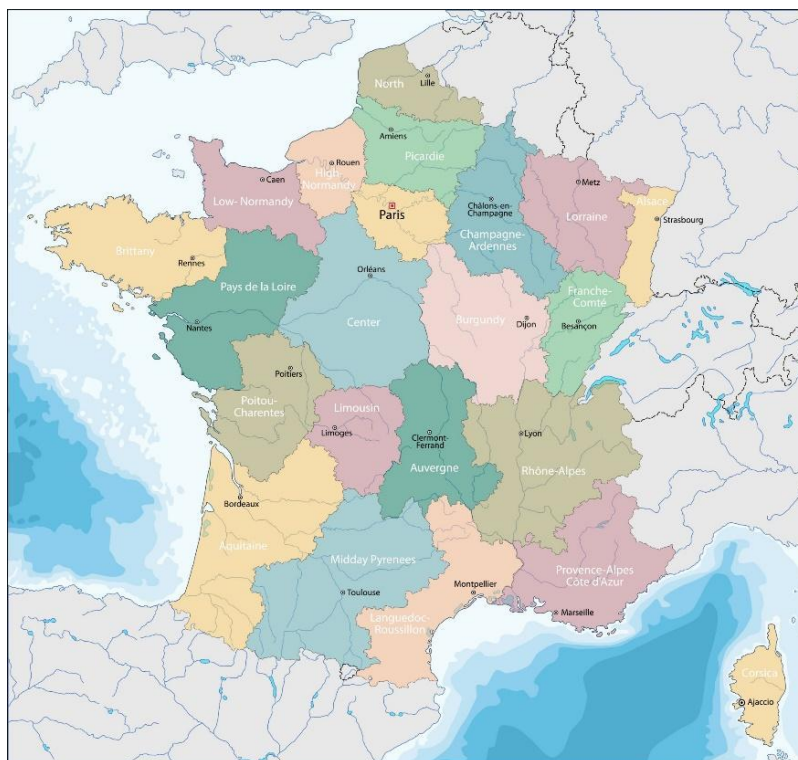 North
Lille
Amiens
Picardie
Rouen
High-
Normandy
Caen
Low- Normandy
Paris
Châlons-en-
Champagne
Champagne-
Ardennes
Metz
Lorraine
Alsace
Strasbourg
Brittany
Rennes
Pays de la Loire
Nantes
Orléans
Center
Burgundy
Dijon
Franche-
Comté
Besançon
Poitiers
Poitou-
Charentes
Limousin
Limoges
Clermont-
Ferrand
Auvergne
Lyon
Rhône-Alpes
Bordeaux
Aquitaine
Midday Pyrenees
Toulouse
Montpellier
Languedoc-
Roussillon
Provence-Alpes
Côte d'Azur
Marseille
Corsica
Ajaccio